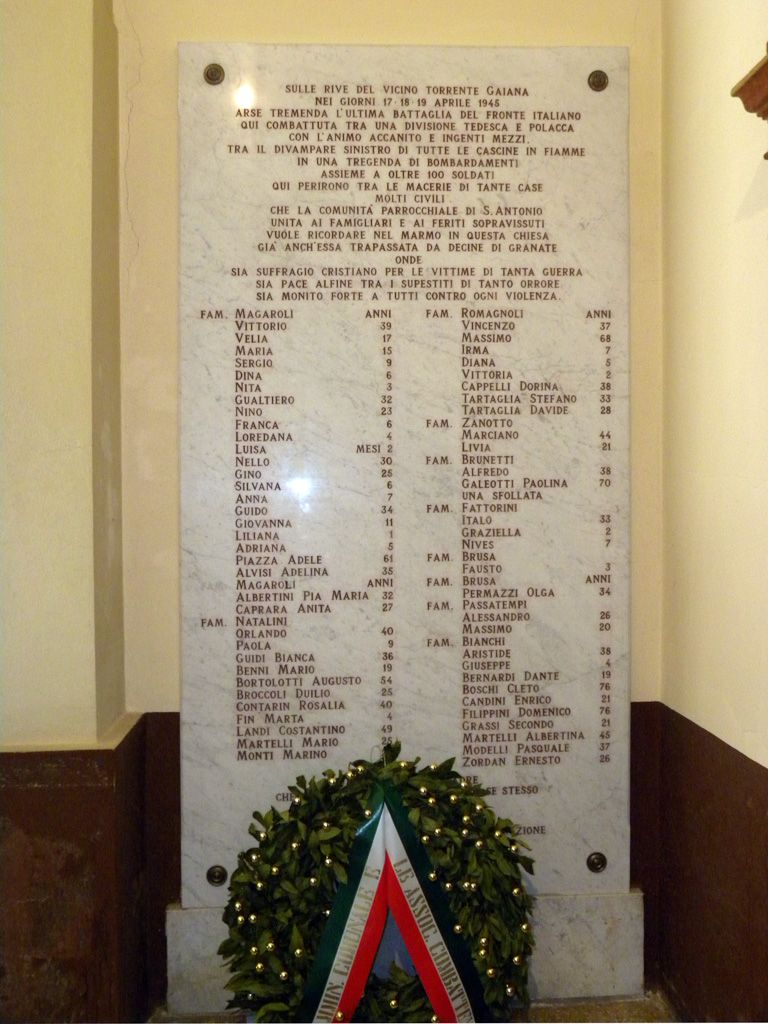 SULLE RIVE DEL VICINO TORRENTE GAIANA
NEI GIORNI 17-18-19 APRILE 1945
ARSE TREMENDA L'ULTIMA BATTAGLIA DEL FRONTE ITALIANO
QUI COMBATTUTA TRA UNA DIVISIONE TEDESCA E POLACCA
CON L'ANIMO ACCANITO E INGENTI MEZZI.
TRA IL DIVAMPARE SINISTRO DI TUTTE LE CASCINE IN FIAMME
IN UNA TREGENDA DI BOMBARDAMENTI
ASSIEME A OLTRE 100 SOLDATI
QUI PERIRONO TRA LE MACERIE DI TANTE CASE
MOLTI CIVILI
CHE LA COMUNITÀ PARROCCHIALE DI S. ANTONIO
UNITA AI FAMIGLIARI E AI FERITI SOPRAVISSUTI
VUOLE RICORDARE NEL MARMO IN QUESTA CHIESA
GIÀ ANCH'ESSA TRAPASSATA DA DECINE DI GRANATE
ONDE
SIA SUFFRAGIO CRISTIANO PER LE VITTIME DI TANTA GUERRA
SIA PACE ALFINE TRA I SUPESTITI DI TANTO ORRORE
SIA MONITO FORTE A TUTTI CONTRO OGNI VIOLENZA.
FAM. MAGAROLI ANNI
VITTORIO 39
VELIA 17
MARIA 15
SERGIO 9
DINA 6
NITA 3
GUALTIERO 32
NINO 23
FRANCA 6
LOREDANA 4
LUISA MESI 2
NELLO 30
GINO 25
SILVANA 6
ANNA 7
GUIDO 34
GIOVANNA 11
LILIANA 1
ADRIANA 5
PIAZZA ADELE 61
ALVISI ADELINA 35
MAGAROLI ANNI
ALBERTINI PIA MARIA 32
CAPRARA ANITA 27
FAM. NATALINI
ORLANDO 40
PAOLA 9
GUIDI BIANCA 36
BENNI MARIO 19
BORTOLOTTI AUGUSTO 54
BROCCOLI DUILIO 25
CONTARIN ROSALIA 40
FIN MARTA 4
LANDI COSTANTINO 49
MARTELLI MARIO 25
MONTI MARINO
FAM. ROMAGNOLI ANNI
VINCENZO 37
MASSIMO 68
IRMA 7
DIANA 5
VITTORIA 2
CAPPELLI DORINA 38
TARTAGLIA STEFANO 33
TARTAGLIA DAVIDE 28
FAM. ZANOTTO
MARCIANO 44
LIVIA 21
FAM. BRUNETTI
ALFREDO 38
GALEOTTI PAOLINA 70
UNA SFOLLATA
FAM. FATTORINI
ITALO 33
GRAZIELLA 2
NIVES 7
FAM. BRUSA
FAUSTO 3
FAM. BRUSA ANNI
PERMAZZI OLGA 34
FAM. PASSATEMPI
ALESSANDRO 26
MASSIMO 20
FAM. BIANCHI
ARISTIDE 38
GIUSEPPE 4
BERNARDI DANTE 19
BOSCHI CLETO 76
CANDINI ENRICO 21
FILIPPINI DOMENICO 76
GRASSI SECONDO 21
MARTELLI ALBERTINA 45
MODELLI PASQUALE 37
ZORDAN ERNESTO 26
CHE SE STESSO
ZIONE
AMMIN. COMUNALE E
LE ASSOC. COMBATTEN